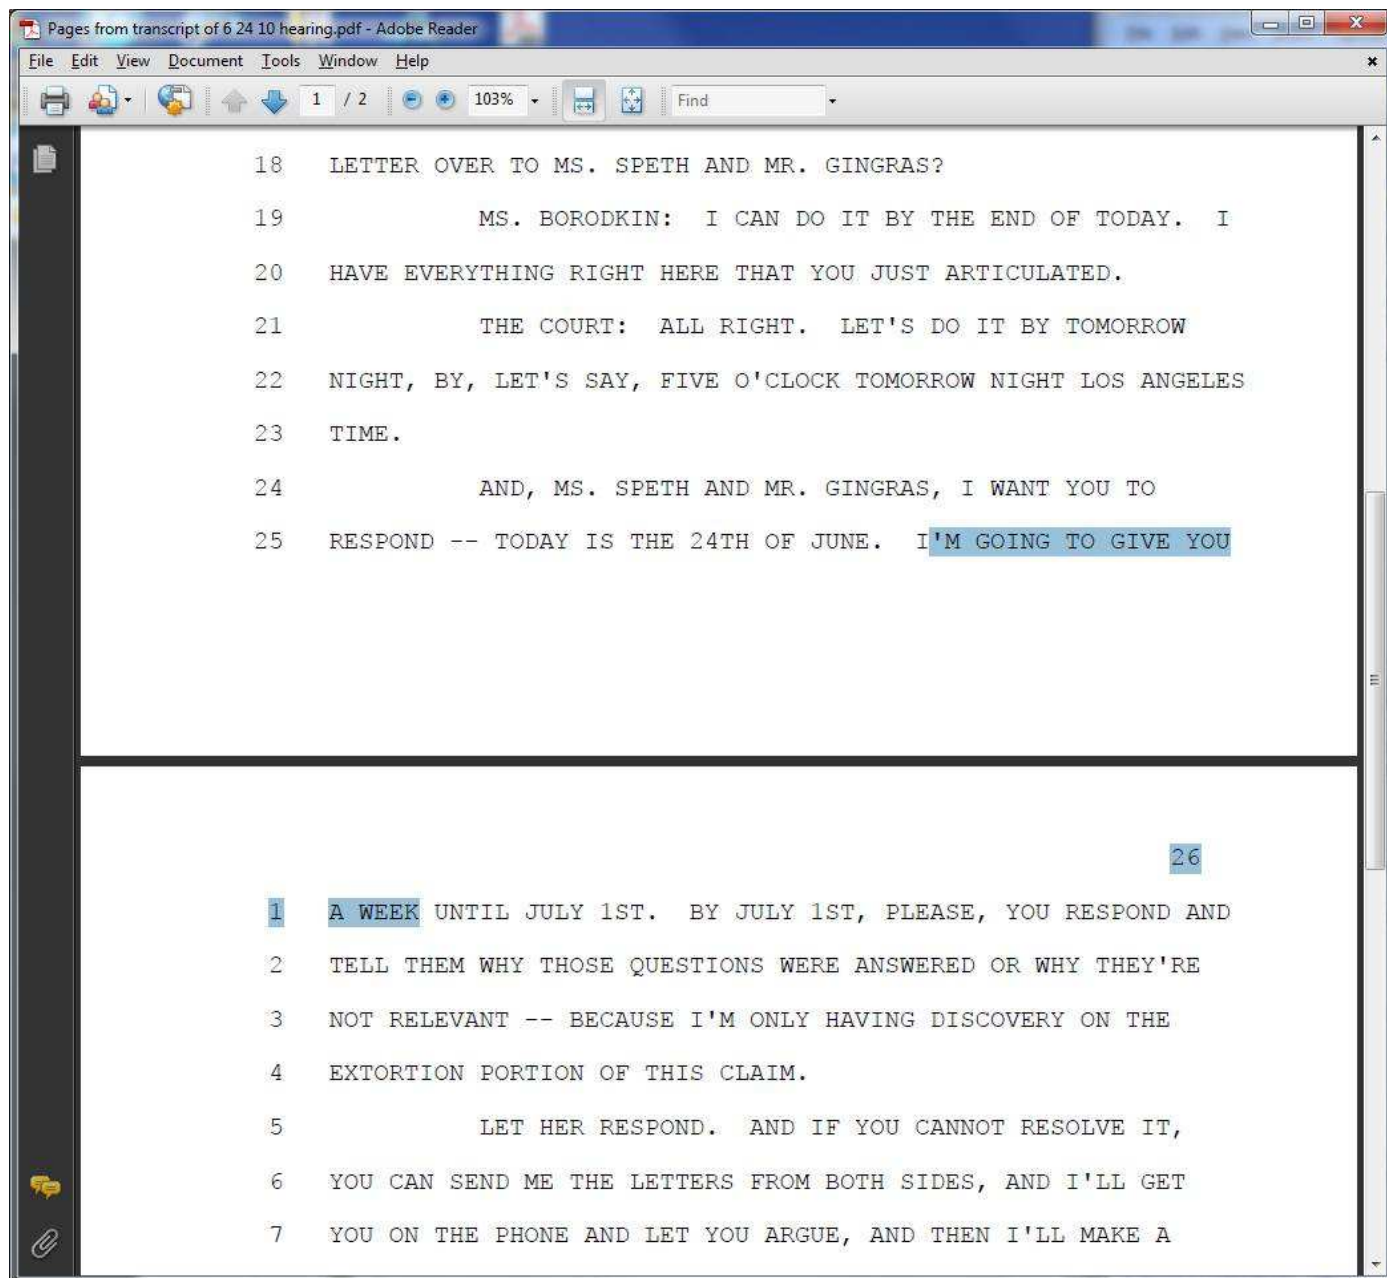 Pages from transcript of 6 24 10 hearing.pdf - Adobe Reader
File Edit View Document Tools Window Help
1 / 2 103% Find
18 LETTER OVER TO MS. SPETH AND MR. GINGRAS?
19 MS. BORODKIN: I CAN DO IT BY THE END OF TODAY. I
20 HAVE EVERYTHING RIGHT HERE THAT YOU JUST ARTICULATED.
21 THE COURT: ALL RIGHT. LET'S DO IT BY TOMORROW
22 NIGHT, BY, LET'S SAY, FIVE O'CLOCK TOMORROW NIGHT LOS ANGELES
23 TIME.
24 AND, MS. SPETH AND MR. GINGRAS, I WANT YOU TO
25 RESPOND -- TODAY IS THE 24TH OF JUNE. I'M GOING TO GIVE YOU
26
1 A WEEK UNTIL JULY 1ST. BY JULY 1ST, PLEASE, YOU RESPOND AND
2 TELL THEM WHY THOSE QUESTIONS WERE ANSWERED OR WHY THEY'RE
3 NOT RELEVANT -- BECAUSE I'M ONLY HAVING DISCOVERY ON THE
4 EXTORTION PORTION OF THIS CLAIM.
5 LET HER RESPOND. AND IF YOU CANNOT RESOLVE IT,
6 YOU CAN SEND ME THE LETTERS FROM BOTH SIDES, AND I'LL GET
7 YOU ON THE PHONE AND LET YOU ARGUE, AND THEN I'LL MAKE A